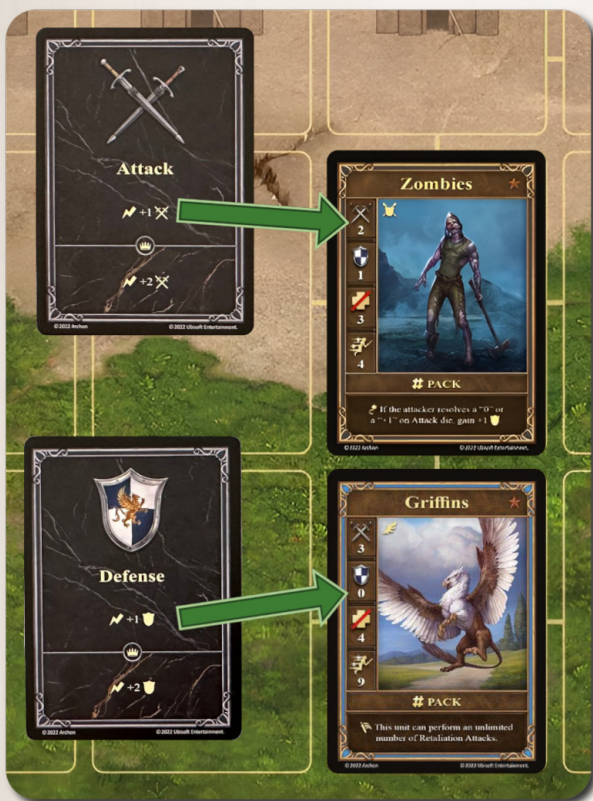 Attack
+1
+2
© 2022 Archon © 2022 Ubisoft Entertainment.
Zombies
2
1
3
4
# PACK
If the attacker resolves a "0" or
a "+1" on Attack die, gain +1
© 2022 Archon © 2022 Ubisoft Entertainment.
Defense
+1
+2
© 2022 Archon © 2022 Ubisoft Entertainment.
Griffins
3
0
4
9
# PACK
This unit can perform an unlimited
number of Retaliation Attacks.
© 2022 Archon © 2022 Ubisoft Entertainment.